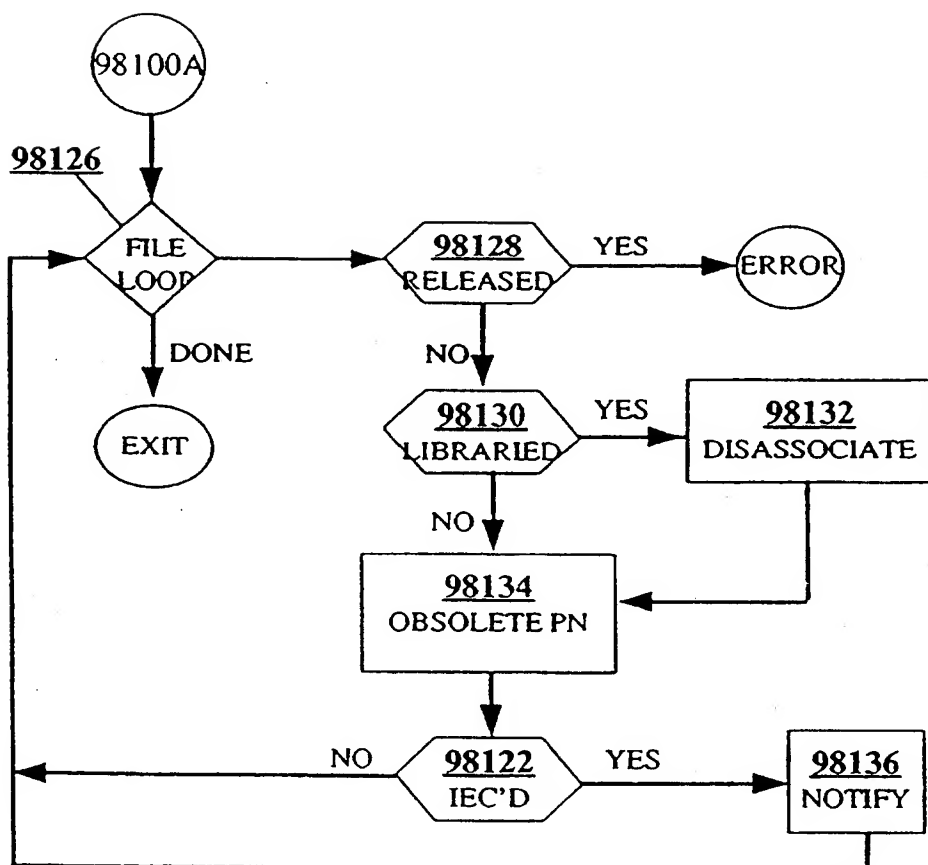 98100A
98126
FILE
LOOP
98128
RELEASED
YES
ERROR
DONE
NO
EXIT
98130
LIBRARIED
YES
98132
DISASSOCIATE
NO
98134
OBSOLETE PN
98122
IEC'D
NO
YES
98136
NOTIFY